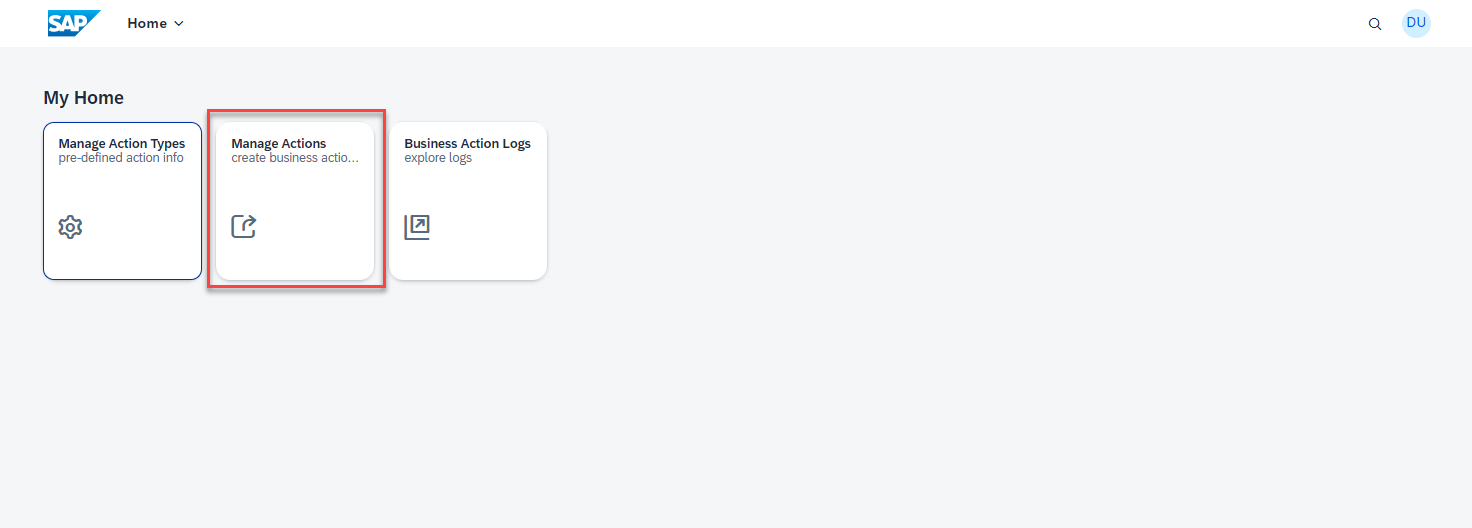 SAP
Home
DU
My Home
Manage Action Types
pre-defined action info
Manage Actions
create business actio...
Business Action Logs
explore logs